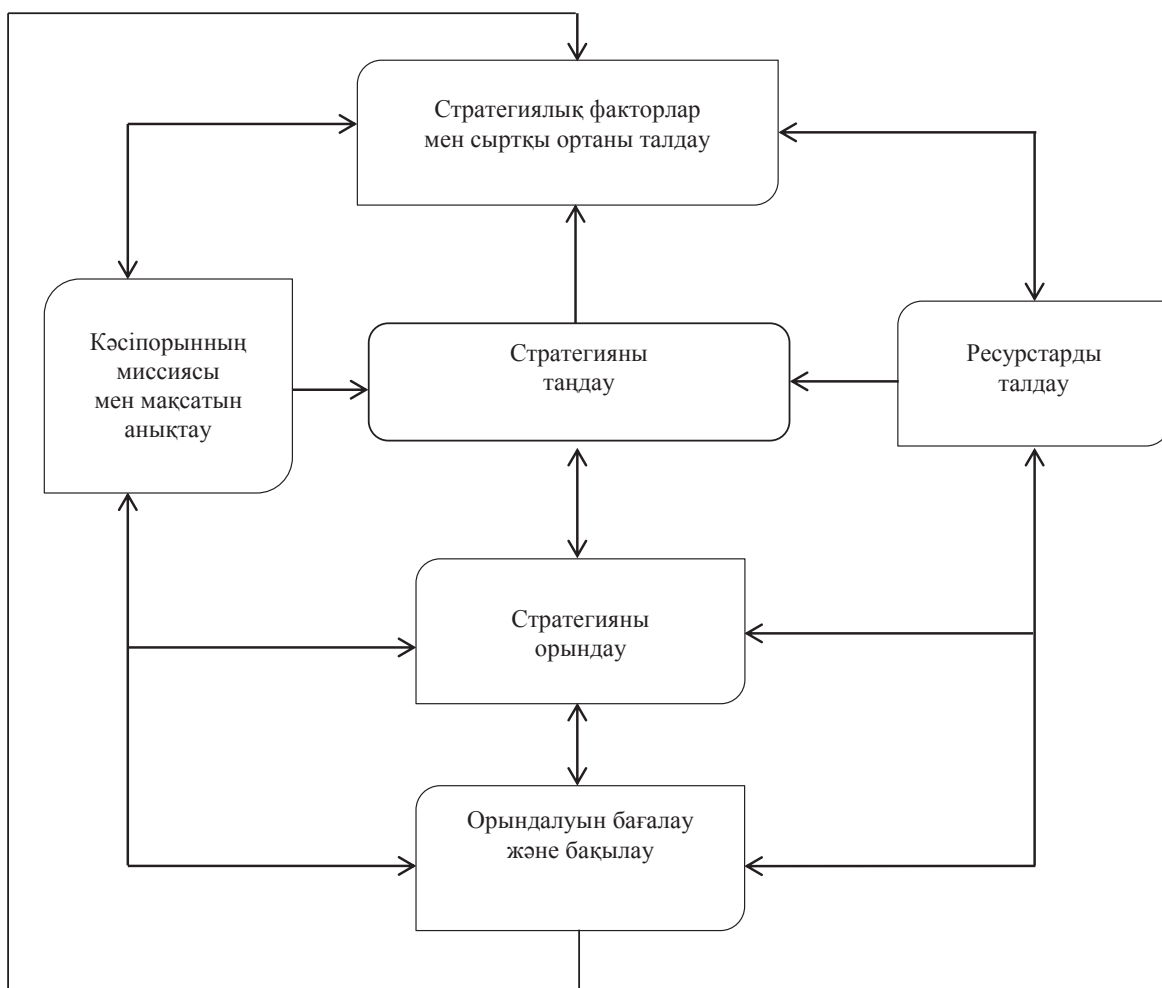 Стратегиялық факторлар
мен сыртқы ортаны талдау
Кәсіпорынның
миссиясы
мен мақсатын
анықтау
Стратегияны
таңдау
Ресурстарды
талдау
Стратегияны
орындау
Орындалуын бағалау
және бақылау